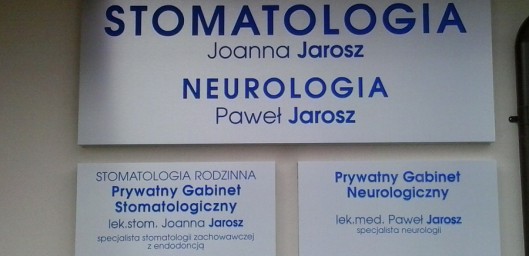 STOMATOLOGIA
Joanna Jarosz
NEUROLOGIA
Paweł Jarosz
STOMATOLOGIA RODZINNA
Prywatny Gabinet
Stomatologiczny
lek.stom. Joanna Jarosz
specjalista stomatologii zachowawczej
z endodoncją
Prywatny Gabinet
Neurologiczny
lek.med. Paweł Jarosz
specjalista neurologii